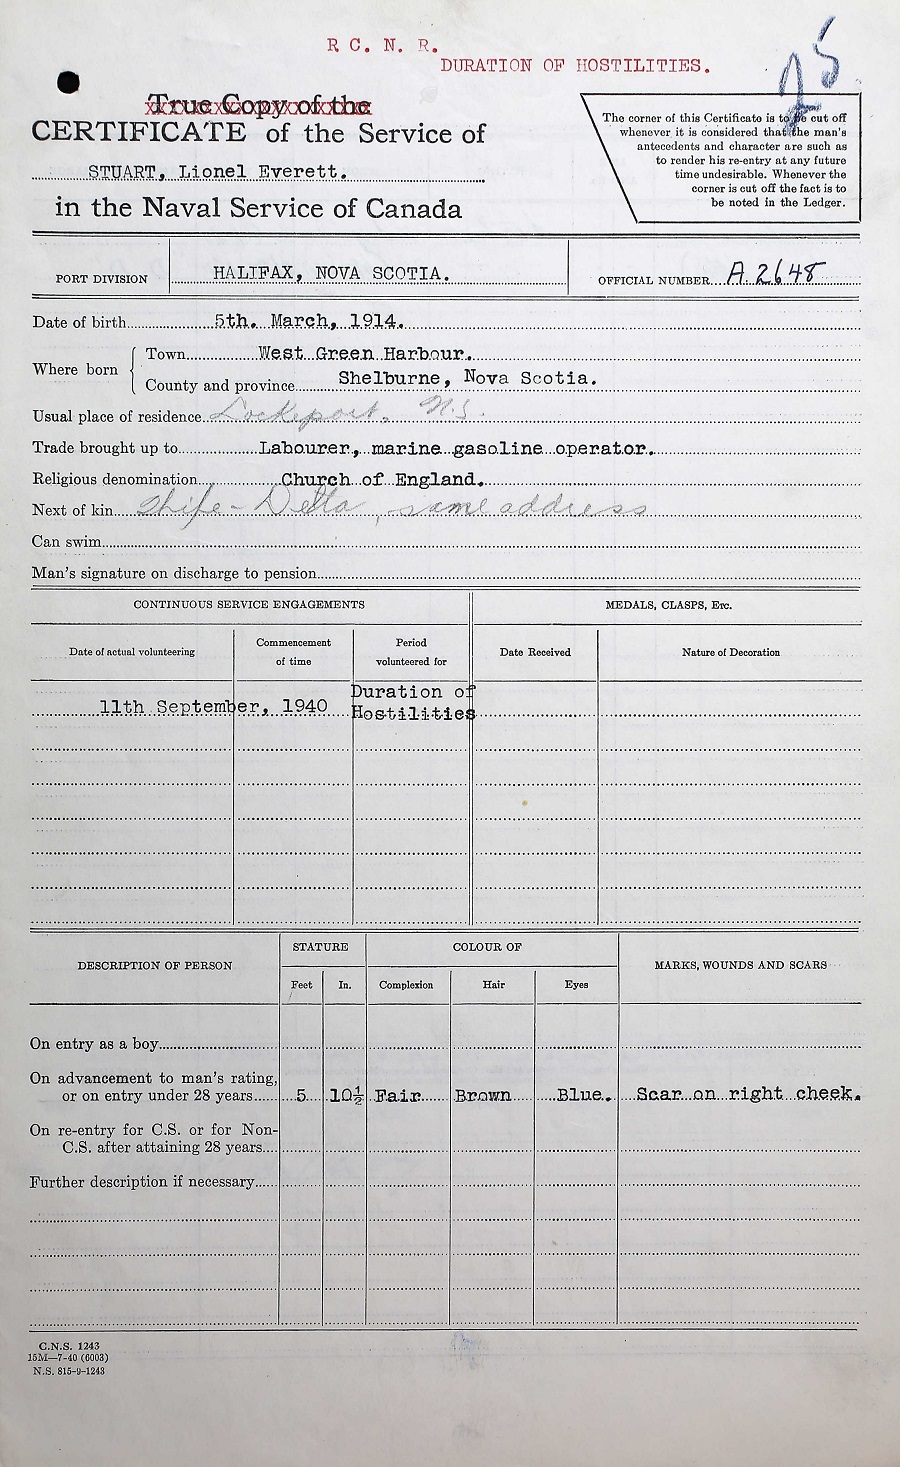 R C. N. R.
DURATION OF HOSTILITIES.
75
True Copy of the
CERTIFICATE of the Service of
STUART, Lionel Everett.
in the Naval Service of Canada
The corner of this Certificate is to be cut off
whenever it is considered that the man's
antecedents and character are such as
to render his re-entry at any future
time undesirable. Whenever the
corner is cut off the fact is to
be noted in the Ledger.
PORT DIVISION HALIFAX, NOVA SCOTIA. OFFICIAL NUMBER A.2648
Date of birth 5th. March, 1914.
Where born Town West Green Harbour.
County and province Shelburne, Nova Scotia.
Usual place of residence Lockeport, N.S.
Trade brought up to Labourer, marine gasoline operator.
Religious denomination Church of England.
Next of kin Wife - Della, same address
Can swim
Man's signature on discharge to pension
CONTINUOUS SERVICE ENGAGEMENTS MEDALS, CLASPS, Etc.
Date of actual volunteering Commencement of time Period volunteered for Date Received Nature of Decoration
11th September, 1940 Duration of
Hostilities
DESCRIPTION OF PERSON STATURE COLOUR OF MARKS, WOUNDS AND SCARS
Feet In. Complexion Hair Eyes
On entry as a boy
On advancement to man's rating,
or on entry under 28 years 5 10½ Fair Brown Blue. Scar on right cheek.
On re-entry for C.S. or for Non-
C.S. after attaining 28 years
Further description if necessary
C.N.S. 1243
15M—7-40 (6003)
N.S. 815-9-1243